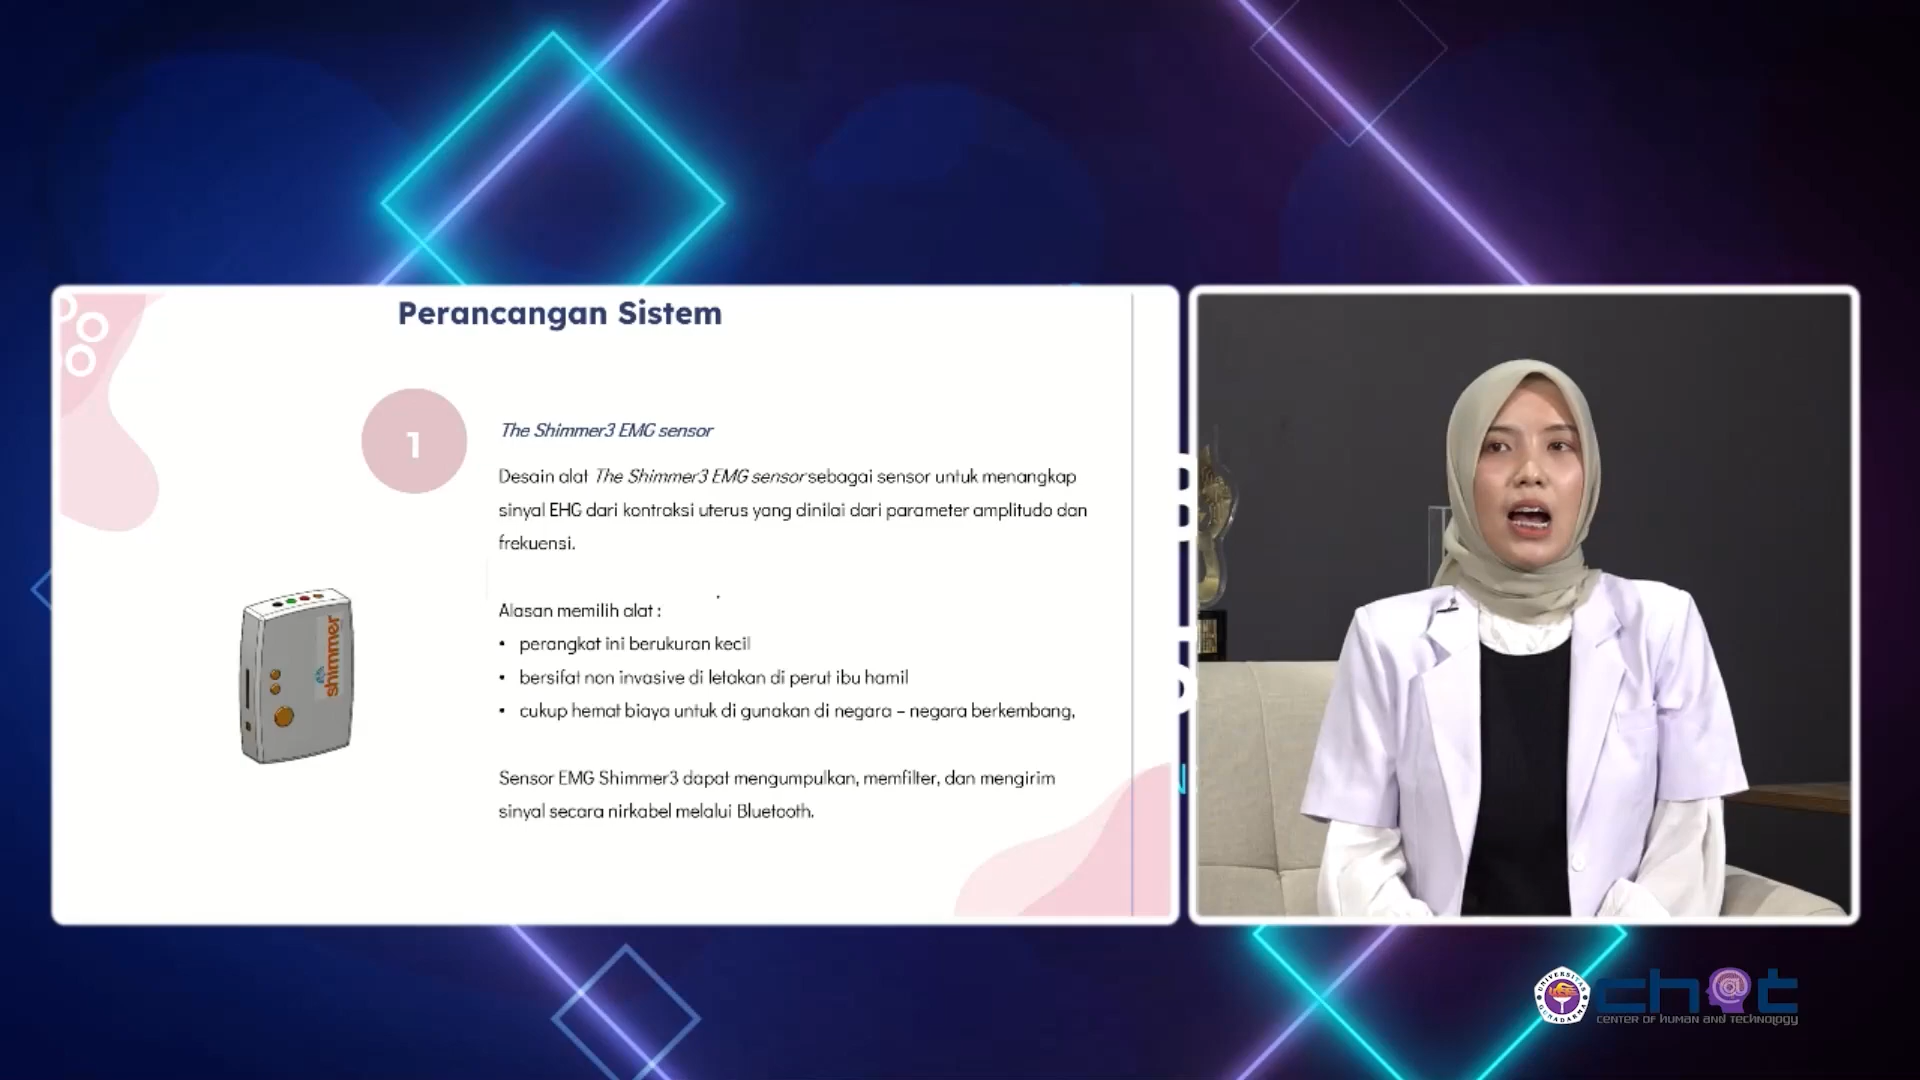 Perancangan Sistem
1
The Shimmer3 EMG sensor
Desain alat The Shimmer3 EMG sensor sebagai sensor untuk menangkap
sinyal EHG dari kontraksi uterus yang dinilai dari parameter amplitudo dan
frekuensi.
Alasan memilih alat :
• perangkat ini berukuran kecil
• bersifat non invasive di letakan di perut ibu hamil
• cukup hemat biaya untuk di gunakan di negara – negara berkembang,
Sensor EMG Shimmer3 dapat mengumpulkan, memfilter, dan mengirim
sinyal secara nirkabel melalui Bluetooth.
shimmer
UNIVERSITAS GUNADARMA
ch@t
CENTER OF HUMAN AND TECHNOLOGY